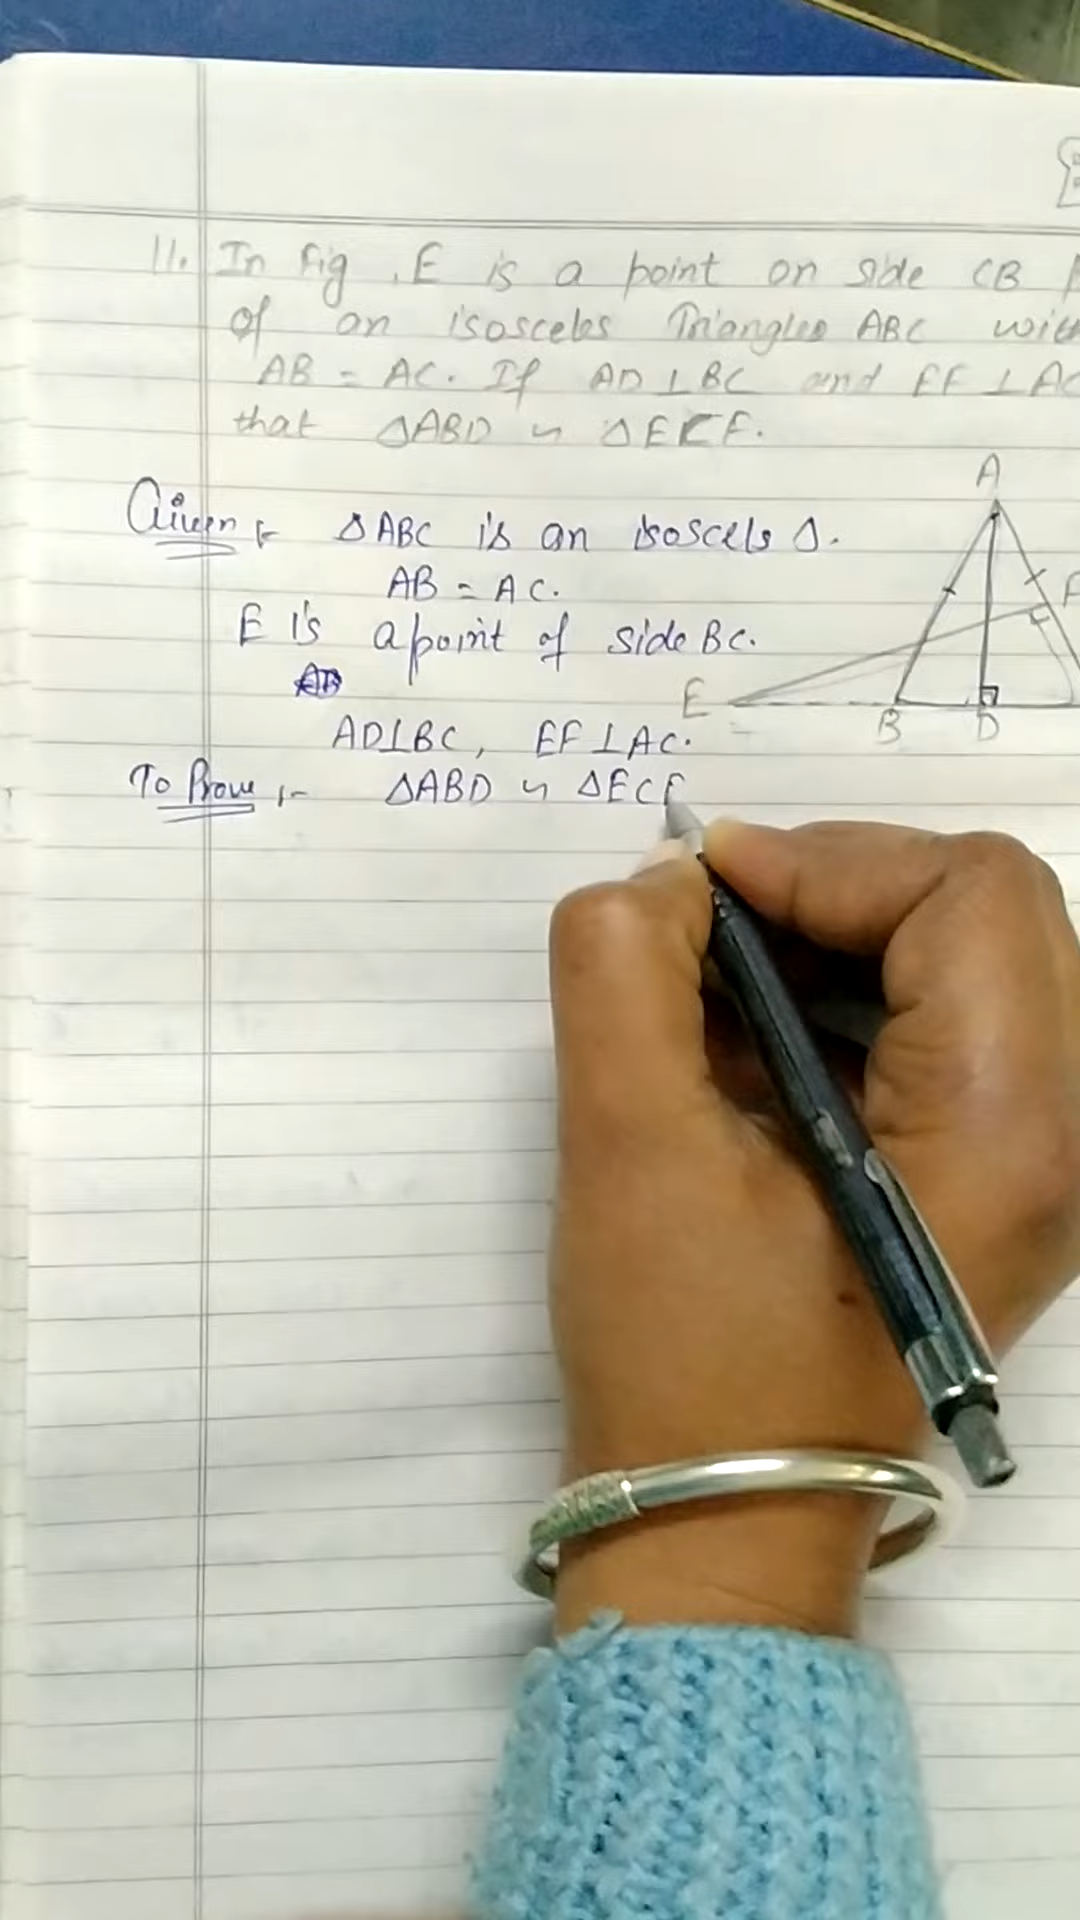 11. In Fig, E is a point on side CB
of an isosceles Triangles ABC with
AB = AC. If AD ⊥ BC and EF ⊥ AC
that ΔABD ~ ΔECF.
Given :- Δ ABC is an isoscels Δ.
AB = AC.
E is a point of side BC.
AD ⊥ BC, EF ⊥ AC.
To Prove :- ΔABD ~ ΔECF
A
F
E
B
D